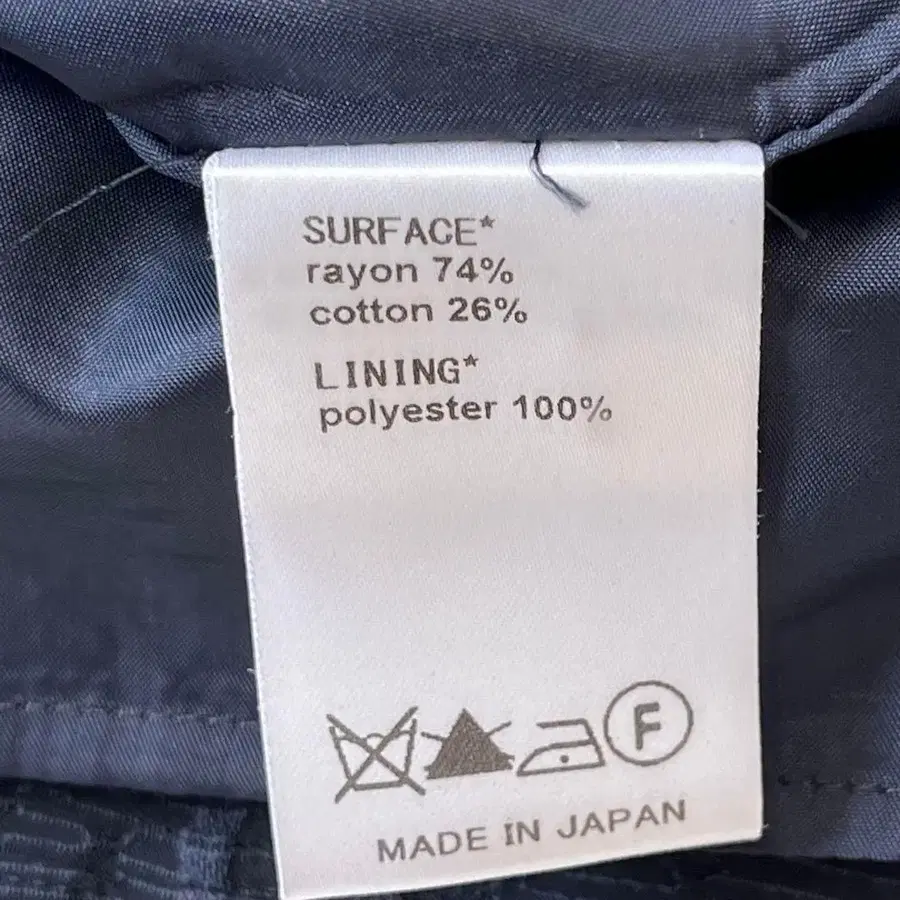 SURFACE*
rayon 74%
cotton 26%
LINING*
polyester 100%
F
MADE IN JAPAN